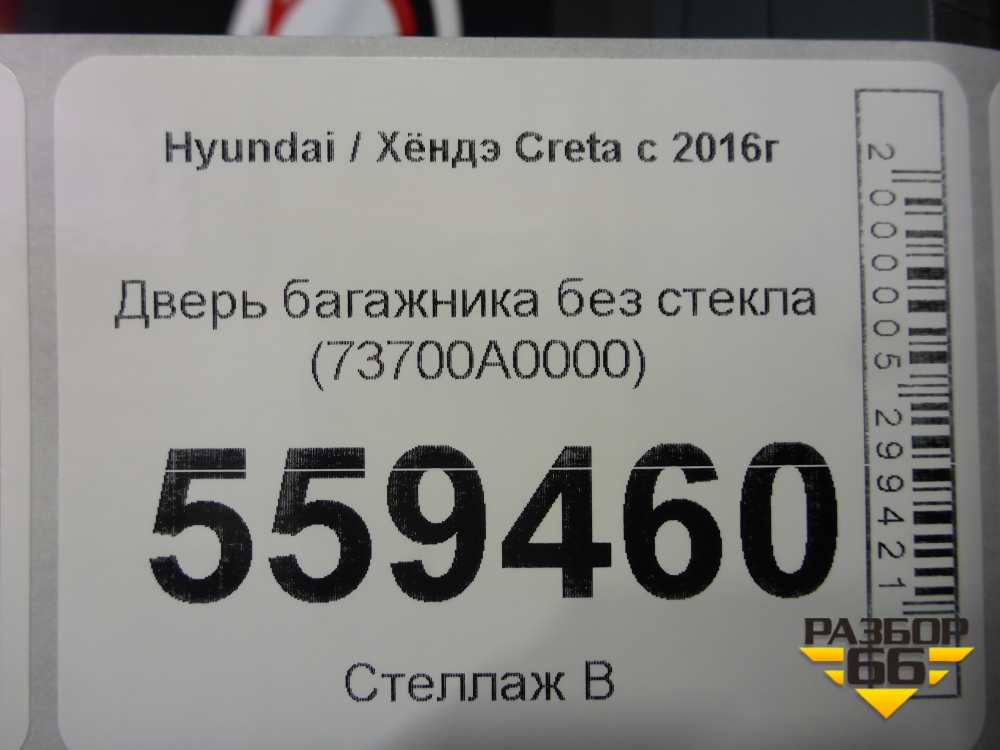 Hyundai / Хёндэ Creta с 2016г
Дверь багажника без стекла
(73700A0000)
559460
Стеллаж В
2000005299421
РАЗБОР
66